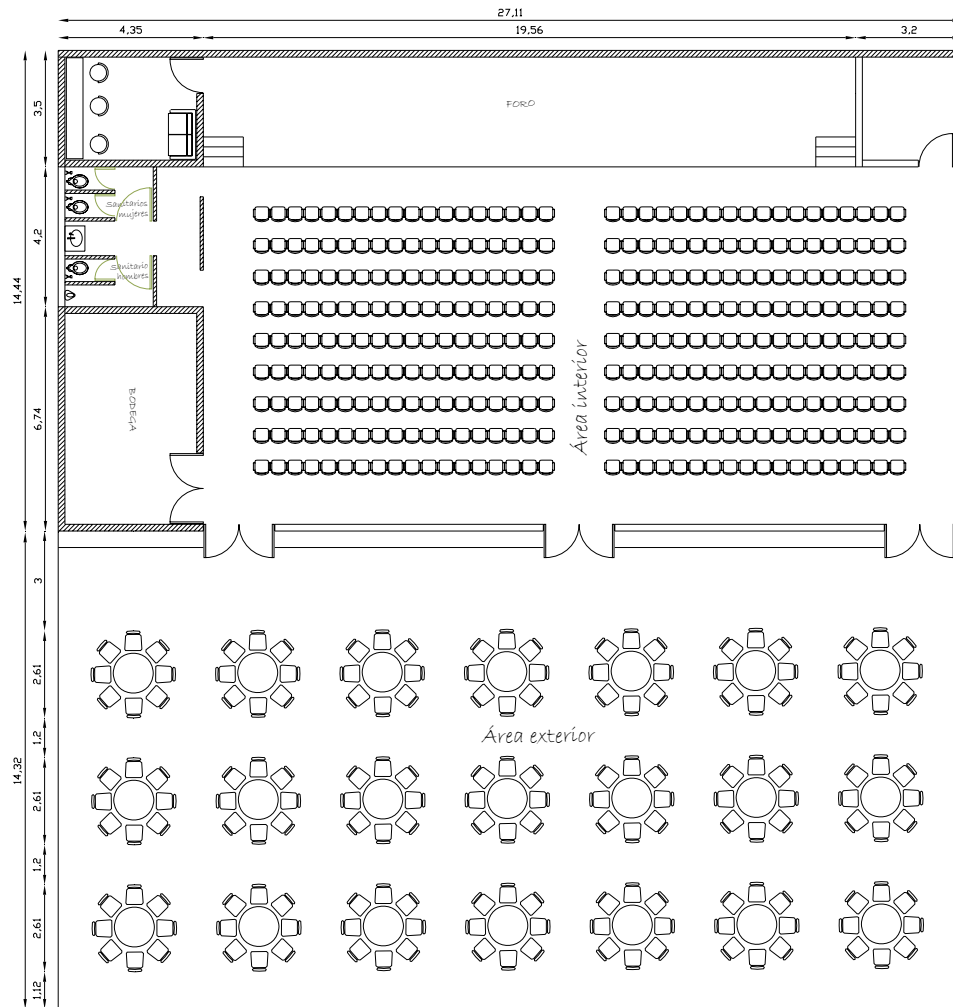 27,11
4,35
19,56
3,2
3,5
FORO
4,2
Sanitarios
mujeres
14,44
Sanitario
hombres
6,74
BODEGA
Área interior
3
2,61
1,2
Área exterior
14,32
2,61
1,2
2,61
1,12